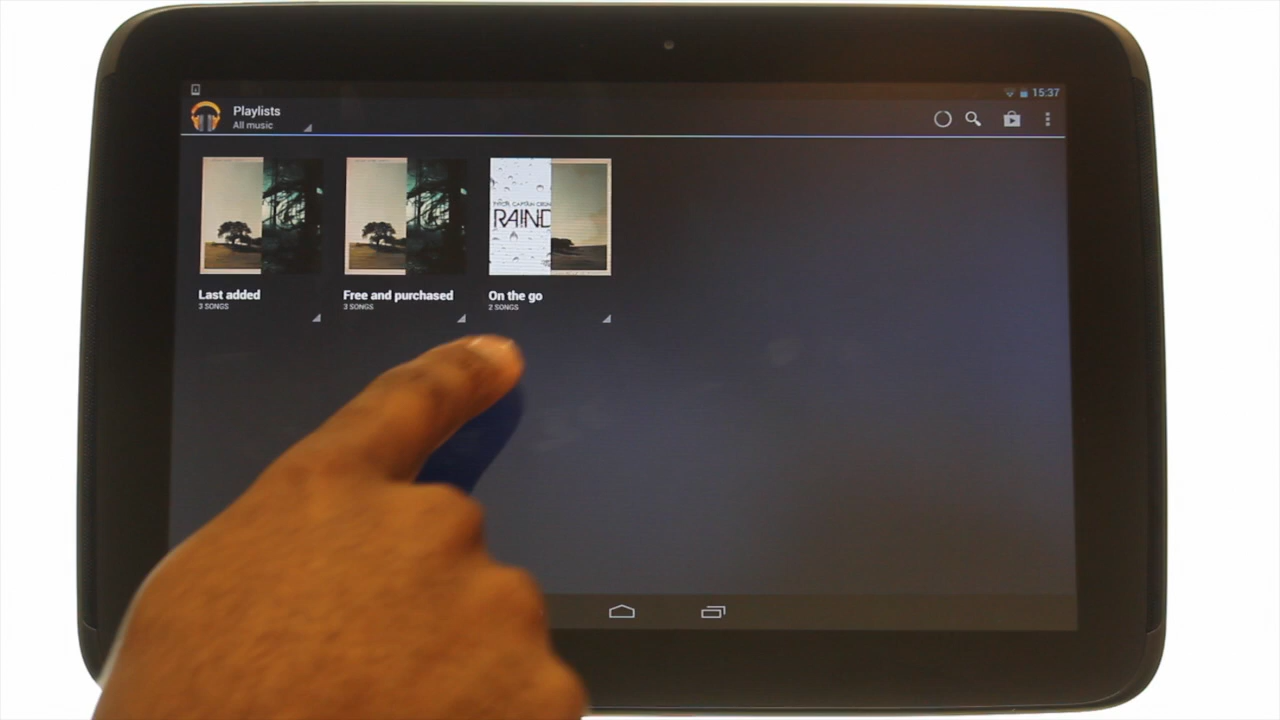 15:37
Playlists
All music
RAIND
Last added
3 SONGS
Free and purchased
3 SONGS
On the go
2 SONGS